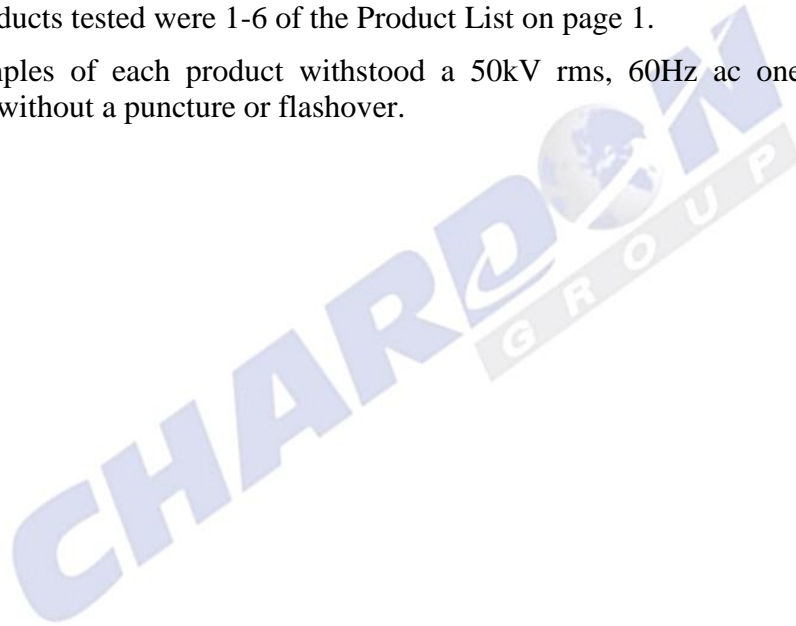 ducts tested were 1-6 of the Product List on page 1.
nples of each product withstood a 50kV rms, 60Hz ac one
without a puncture or flashover.
CHARDON
GROUP